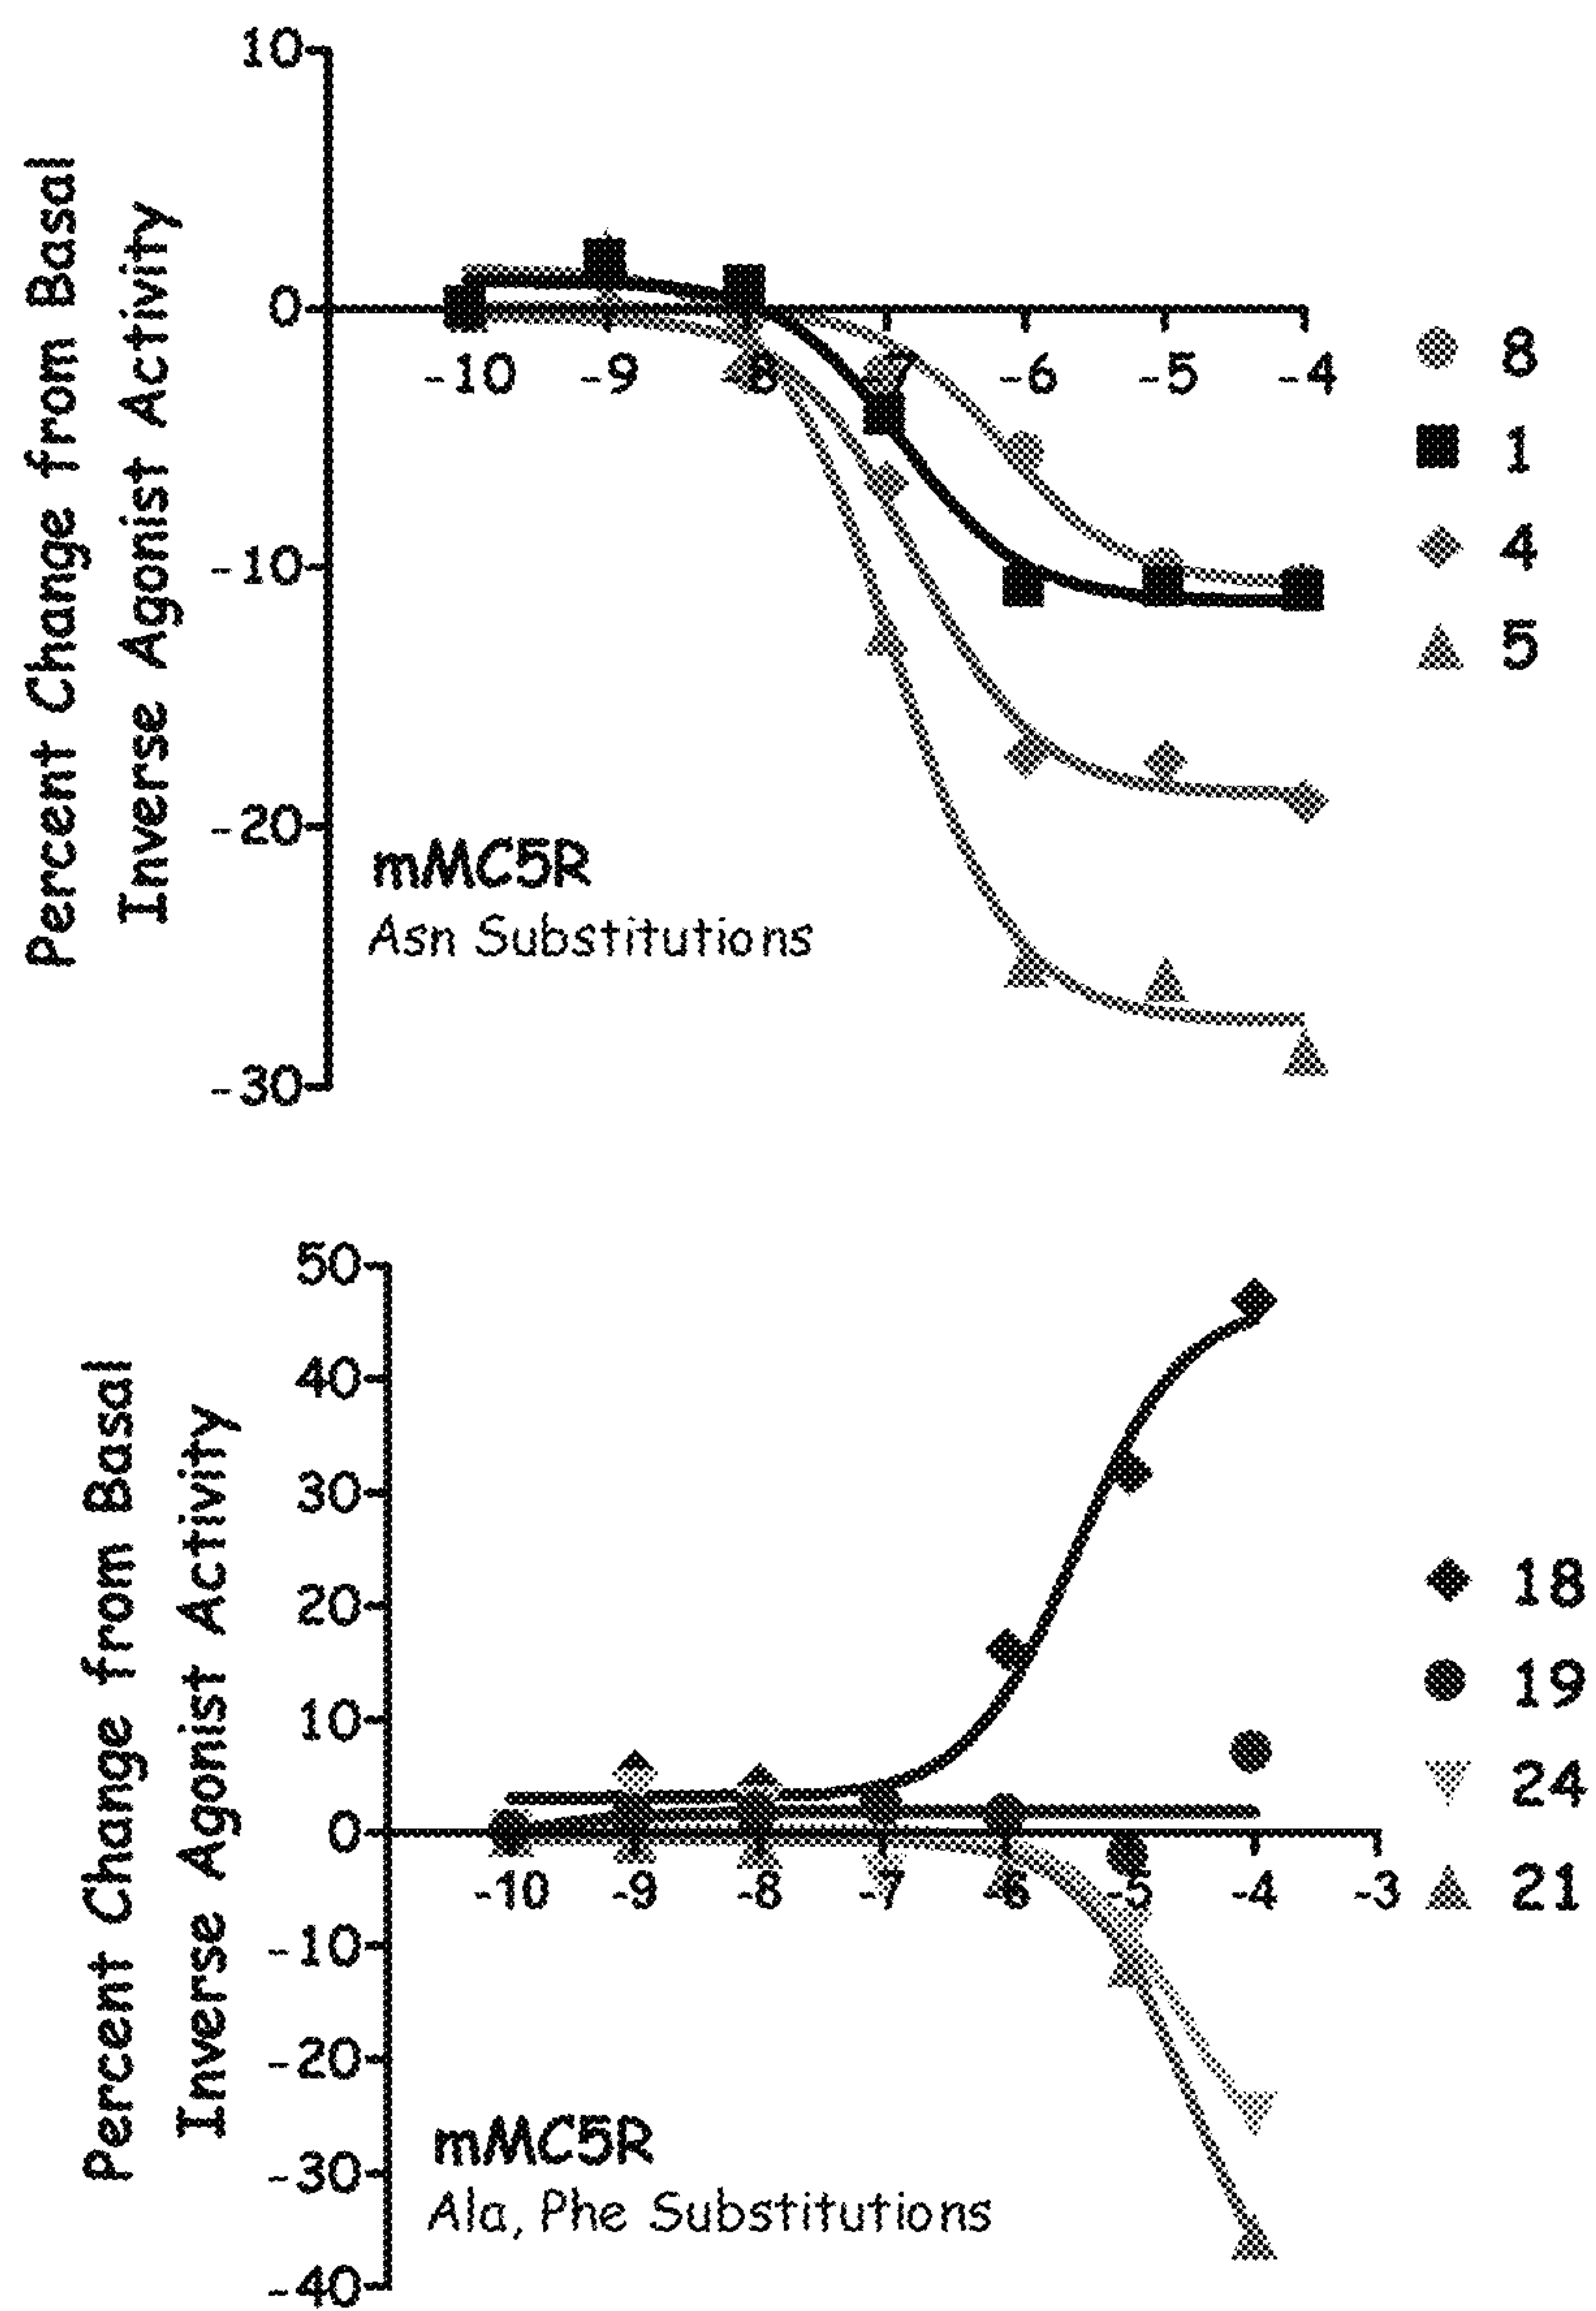 Percent Change from Basal
Inverse Agonist Activity
10
0
-10
-20
-30
-10 -9 -8 -6 -5 -4
mMC5R
Asn Substitutions
8
1
4
5
Percent Change from Basal
Inverse Agonist Activity
50
40
30
20
10
0
-10
-20
-30
-40
-10 -9 -8 -7 -6 -5 -4 -3
mMC5R
Ala, Phe Substitutions
18
19
24
21